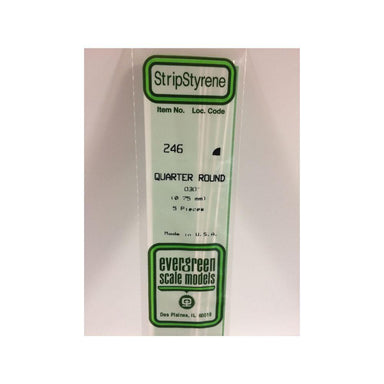 StripStyrene
Item No. Loc. Code
246
QUARTER ROUND
.030"
(0.75 mm)
5 Pieces
Made in U.S.A.
evergreen
scale models
Des Plaines, IL 60018